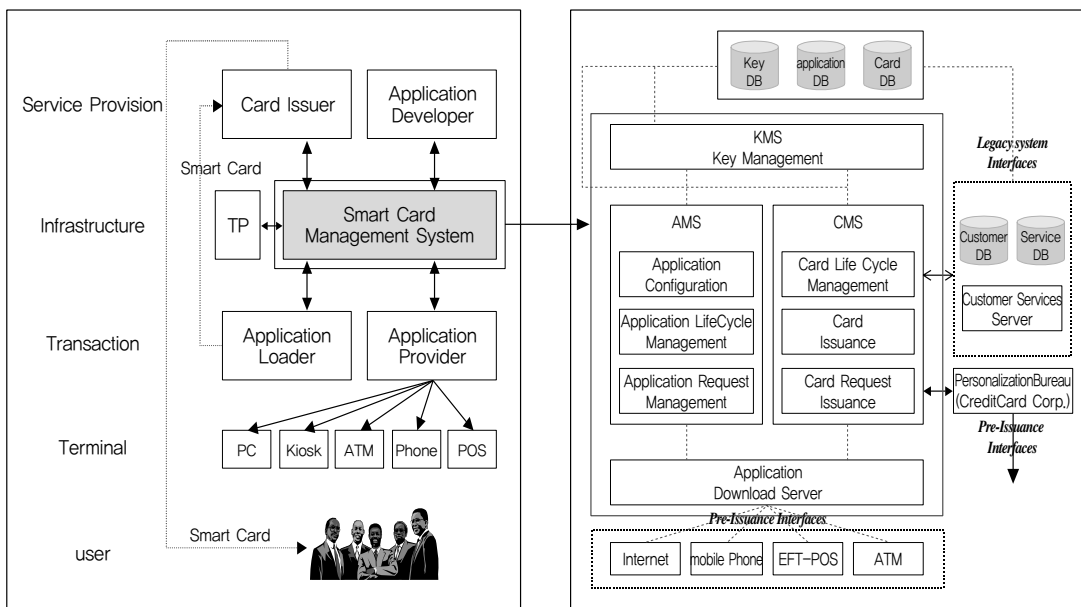 Service Provision
Card Issuer
Application
Developer
Smart Card
Infrastructure
TP
Smart Card
Management System
Transaction
Application
Loader
Application
Provider
Terminal
PC
Kiosk
ATM
Phone
POS
Smart Card
user
Key
DB
application
DB
Card
DB
KMS
Key Management
Legacy system
Interfaces
AMS
Application
Configuration
Application LifeCycle
Management
Application Request
Management
CMS
Card Life Cycle
Management
Card
Issuance
Card Request
Issuance
Customer
DB
Service
DB
Customer Services
Server
PersonalizationBureau
(CreditCard Corp.)
Pre-Issuance
Interfaces
Application
Download Server
Pre-Issuance Interfaces
Internet
mobile Phone
EFT-POS
ATM